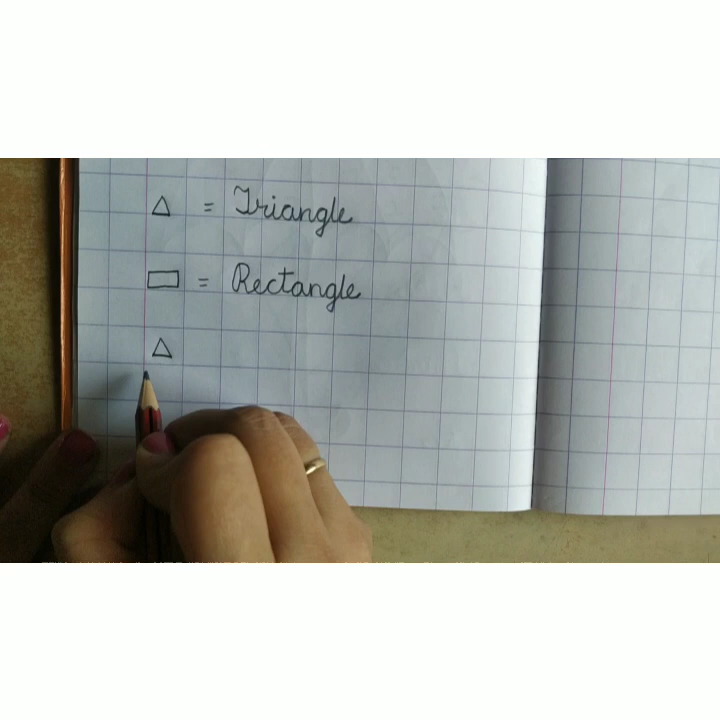 △ = Triangle
▭ = Rectangle
△